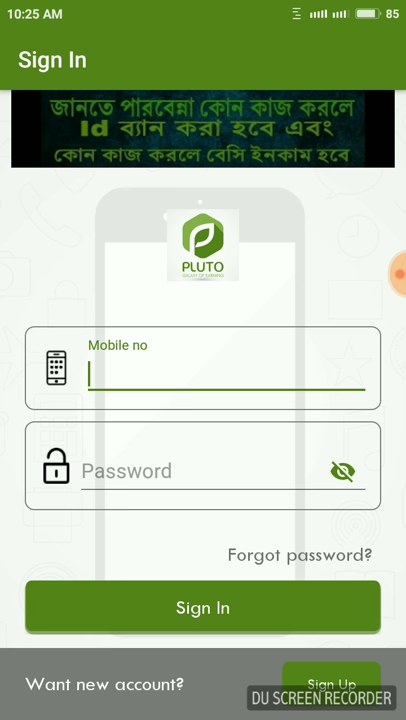 10:25 AM
85
Sign In
জানতে পারবেন্না কোন কাজ করলে
Id ব্যান করা হবে এবং
কোন কাজ করলে বেসি ইনকাম হবে
PLUTO
GALAXY OF EARNING
Mobile no
Password
Forgot password?
Sign In
Want new account?
Sign Up
DU SCREEN RECORDER